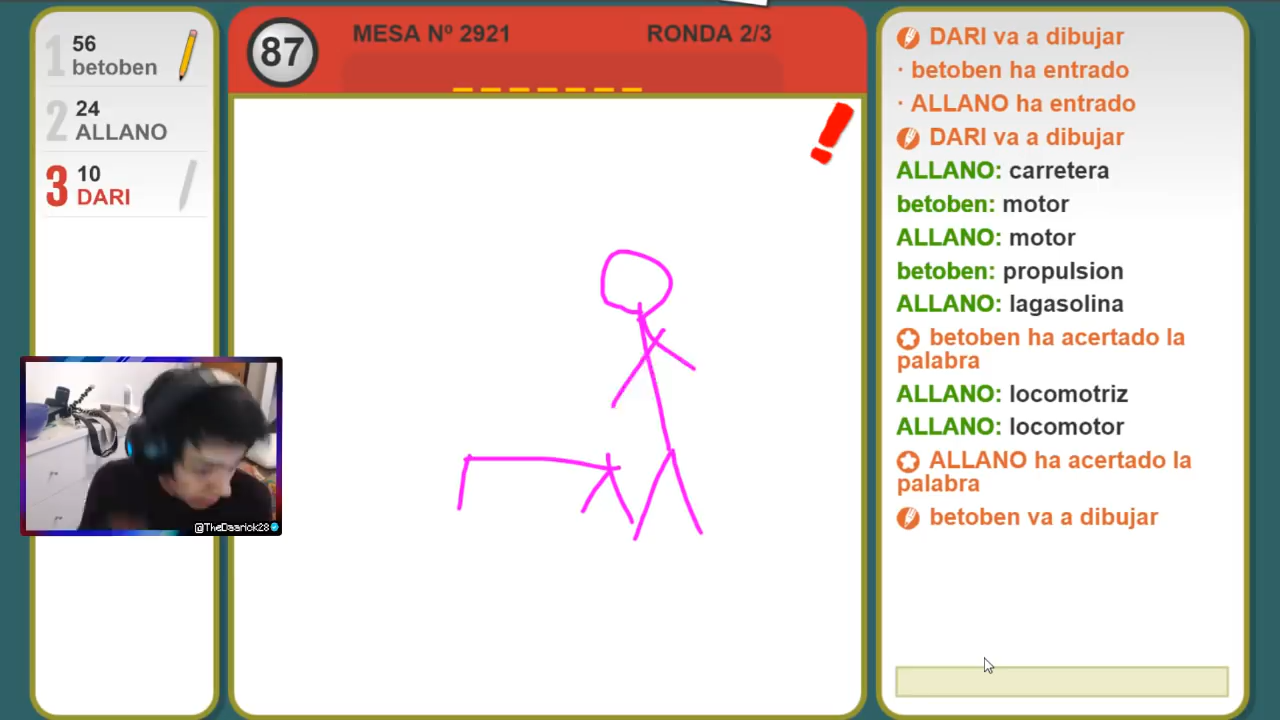 1 56
betoben
2 24
ALLANO
3 10
DARI
87
MESA Nº 2921
RONDA 2/3
DARI va a dibujar
· betoben ha entrado
· ALLANO ha entrado
DARI va a dibujar
ALLANO: carretera
betoben: motor
ALLANO: motor
betoben: propulsion
ALLANO: lagasolina
betoben ha acertado la
palabra
ALLANO: locomotriz
ALLANO: locomotor
ALLANO ha acertado la
palabra
betoben va a dibujar
@TheDaarick28